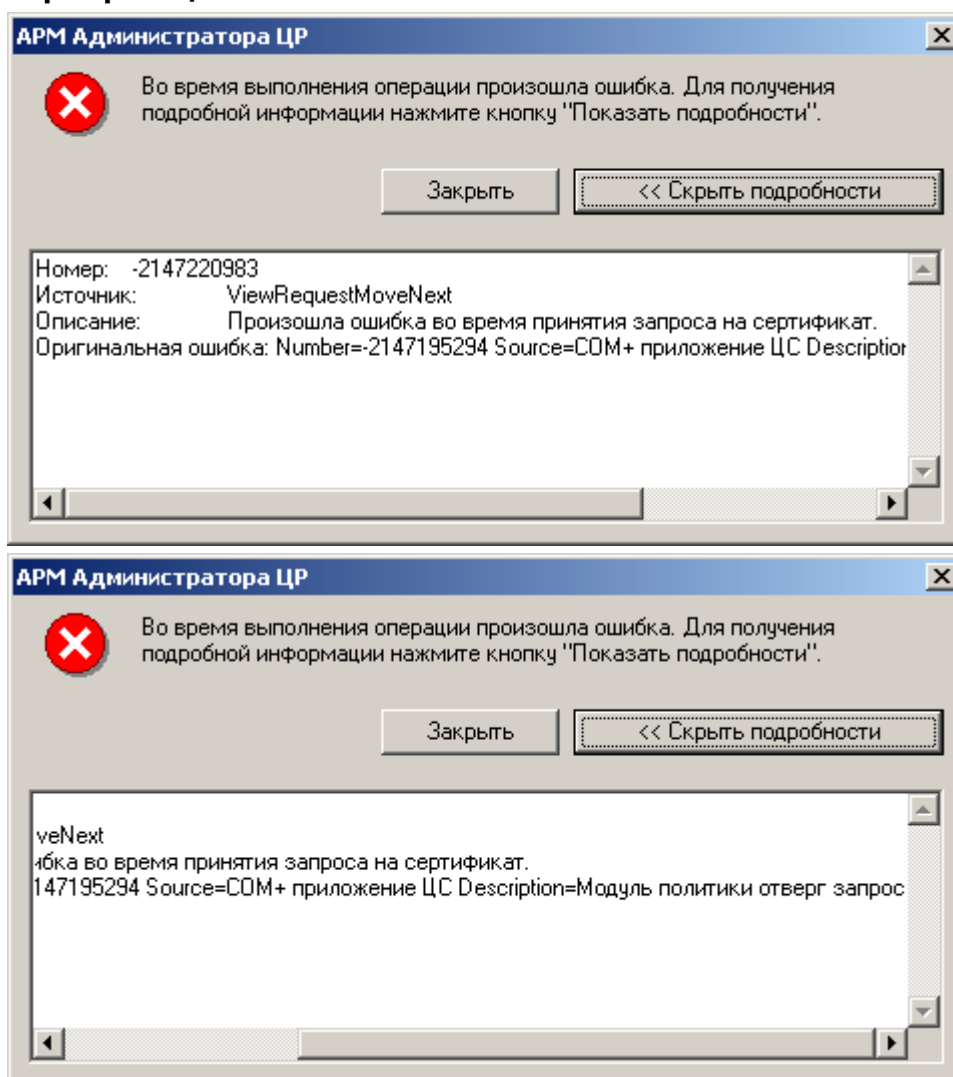 АРМ Администратора ЦР
Во время выполнения операции произошла ошибка. Для получения
подробной информации нажмите кнопку "Показать подробности".
Закрыть
<< Скрыть подробности
Номер: -2147220983
Источник: ViewRequestMoveNext
Описание: Произошла ошибка во время принятия запроса на сертификат.
Оригинальная ошибка: Number=-2147195294 Source=COM+ приложение ЦС Description
АРМ Администратора ЦР
Во время выполнения операции произошла ошибка. Для получения
подробной информации нажмите кнопку "Показать подробности".
Закрыть
<< Скрыть подробности
veNext
ибка во время принятия запроса на сертификат.
147195294 Source=COM+ приложение ЦС Description=Модуль политики отверг запрос